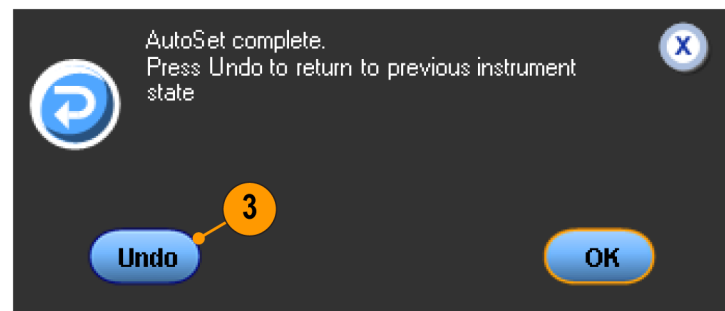 AutoSet complete.
Press Undo to return to previous instrument
state
X
3
Undo
OK